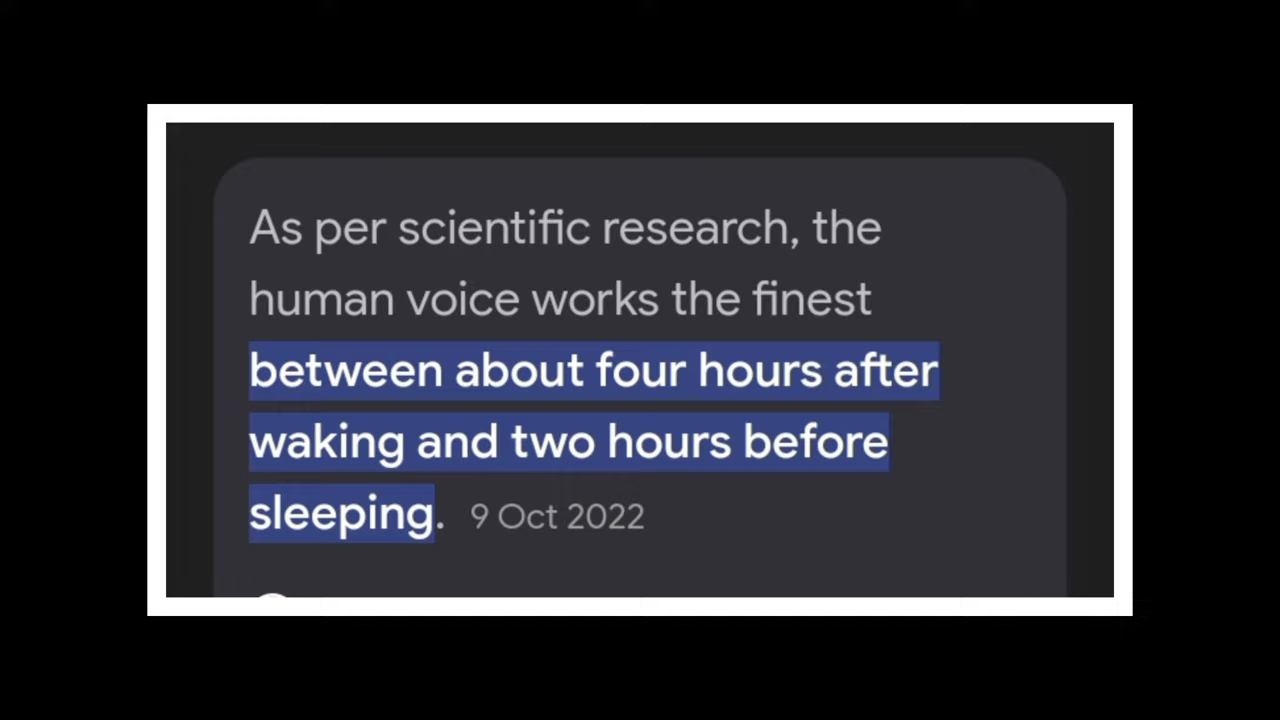 As per scientific research, the
human voice works the finest
between about four hours after
waking and two hours before
sleeping. 9 Oct 2022